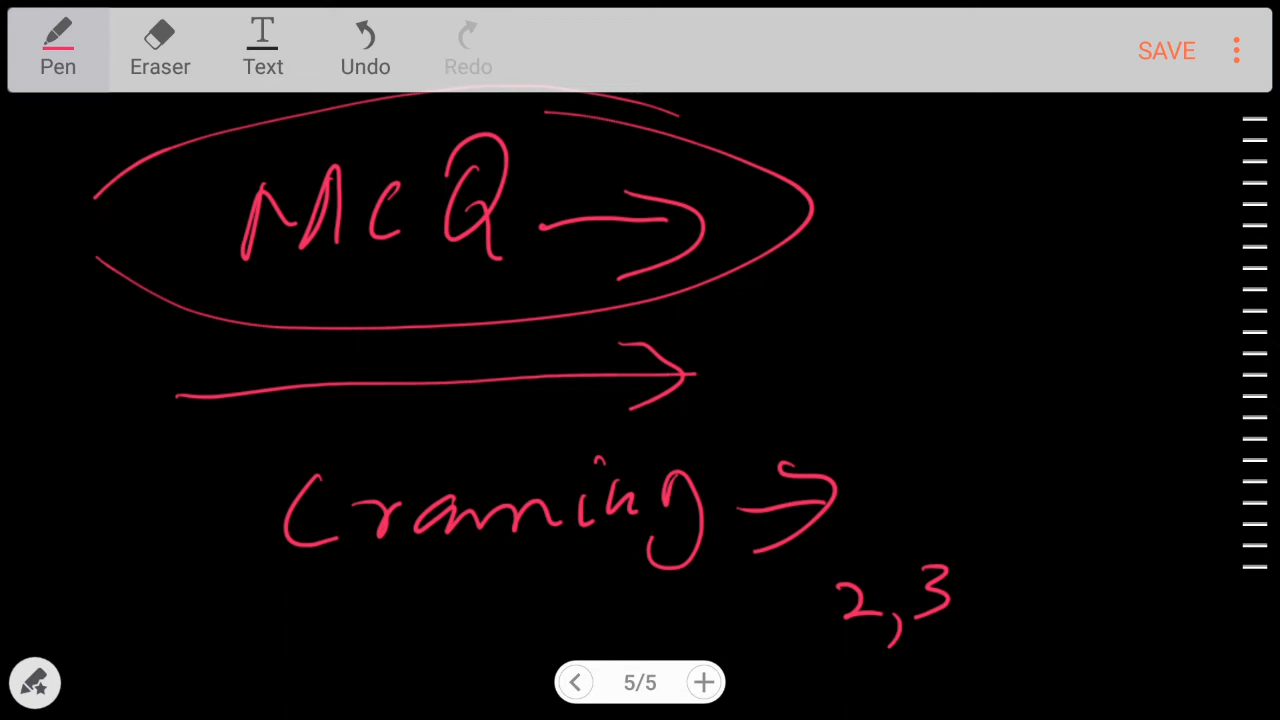 Pen Eraser Text Undo Redo SAVE
MCQ →
Craming →
2,3
5/5